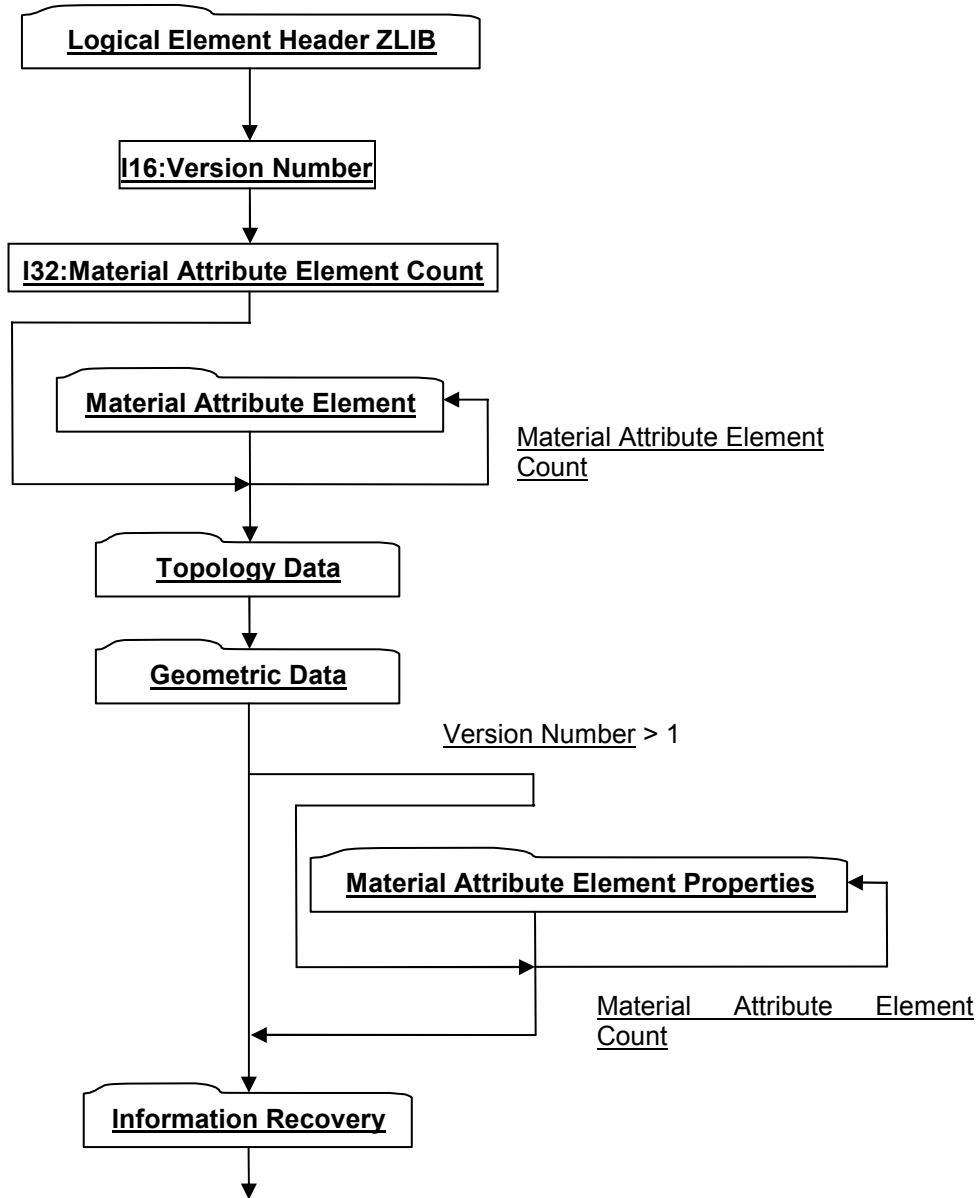 Logical Element Header ZLIB
I16:Version Number
I32:Material Attribute Element Count
Material Attribute Element
Material Attribute Element
Count
Topology Data
Geometric Data
Version Number > 1
Material Attribute Element Properties
Material Attribute Element
Count
Information Recovery